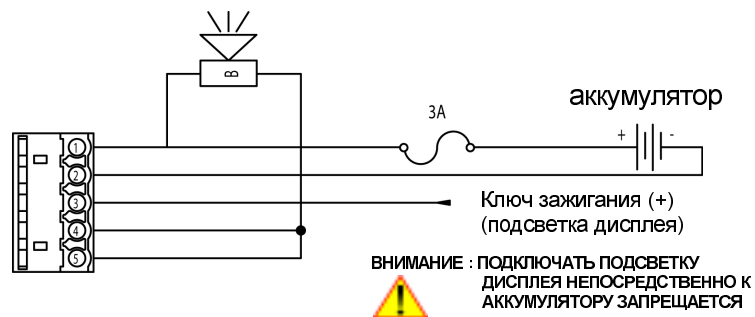 B
3A
аккумулятор
+ -
1
2
3
4
5
Ключ зажигания (+)
(подсветка дисплея)
ВНИМАНИЕ : ПОДКЛЮЧАТЬ ПОДСВЕТКУ
ДИСПЛЕЯ НЕПОСРЕДСТВЕННО К
АККУМУЛЯТОРУ ЗАПРЕЩАЕТСЯ
!